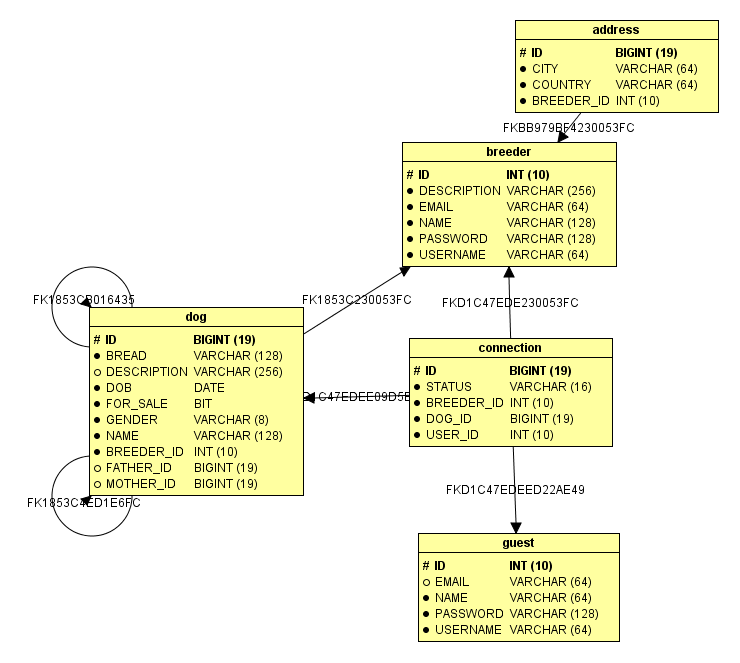 address
# ID BIGINT (19)
CITY VARCHAR (64)
COUNTRY VARCHAR (64)
BREEDER_ID INT (10)
FKBB979BF4230053FC
breeder
# ID INT (10)
DESCRIPTION VARCHAR (256)
EMAIL VARCHAR (64)
NAME VARCHAR (128)
PASSWORD VARCHAR (128)
USERNAME VARCHAR (64)
FK1853CB016435
FK1853C230053FC
FKD1C47EDE230053FC
dog
# ID BIGINT (19)
BREAD VARCHAR (128)
DESCRIPTION VARCHAR (256)
DOB DATE
FOR_SALE BIT
GENDER VARCHAR (8)
NAME VARCHAR (128)
BREEDER_ID INT (10)
FATHER_ID BIGINT (19)
MOTHER_ID BIGINT (19)
FK1853C4ED1E6FC
connection
# ID BIGINT (19)
STATUS VARCHAR (16)
BREEDER_ID INT (10)
DOG_ID BIGINT (19)
USER_ID INT (10)
FKD1C47EDEED22AE49
guest
# ID INT (10)
EMAIL VARCHAR (64)
NAME VARCHAR (64)
PASSWORD VARCHAR (128)
USERNAME VARCHAR (64)